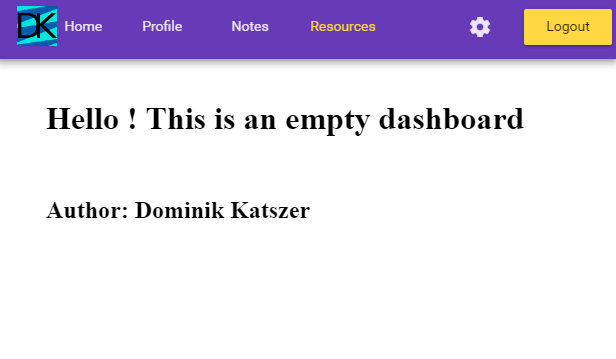 DK Home Profile Notes Resources Logout
Hello ! This is an empty dashboard
Author: Dominik Katszer